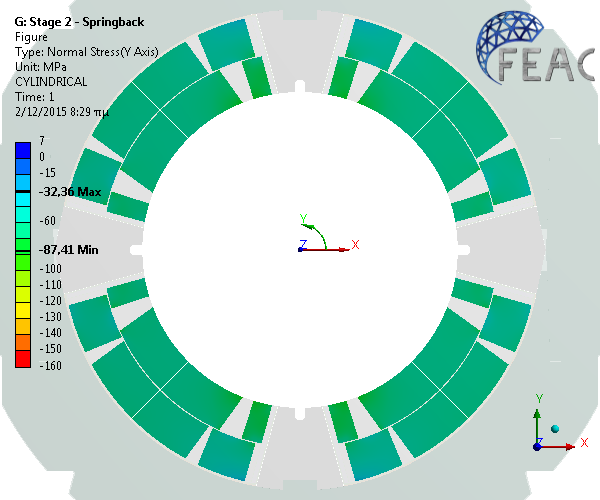 G: Stage 2 - Springback
Figure
Type: Normal Stress(Y Axis)
Unit: MPa
CYLINDRICAL
Time: 1
2/12/2015 8:29 πμ
FEAC
7
0
-15
-32,36 Max
-60
-87,41 Min
-100
-110
-120
-130
-140
-150
-160
Y
Z
X
Y
Z
X